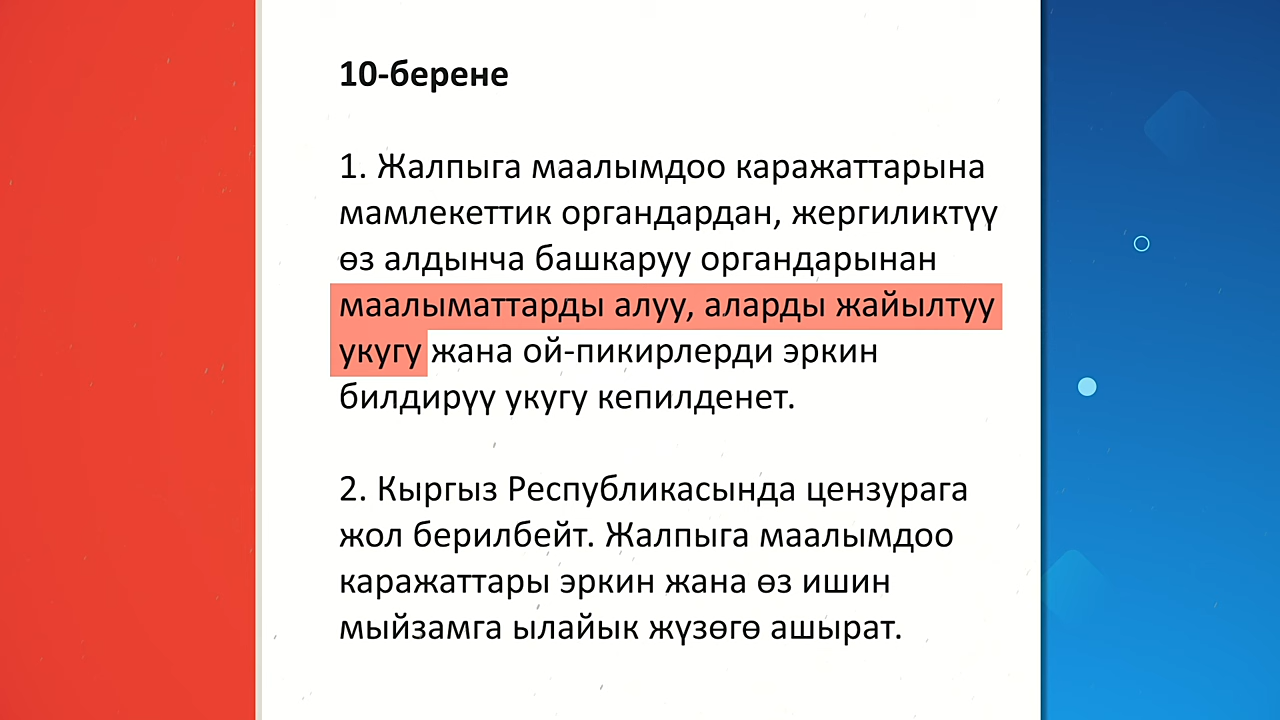 10-берене
1. Жалпыга маалымдоо каражаттарына
мамлекеттик органдардан, жергиликтүү
өз алдынча башкаруу органдарынан
маалыматтарды алуу, аларды жайылтуу
укугу жана ой-пикирлерди эркин
билдирүү укугу кепилденет.
2. Кыргыз Республикасында цензурага
жол берилбейт. Жалпыга маалымдоо
каражаттары эркин жана өз ишин
мыйзамга ылайык жүзөгө ашырат.